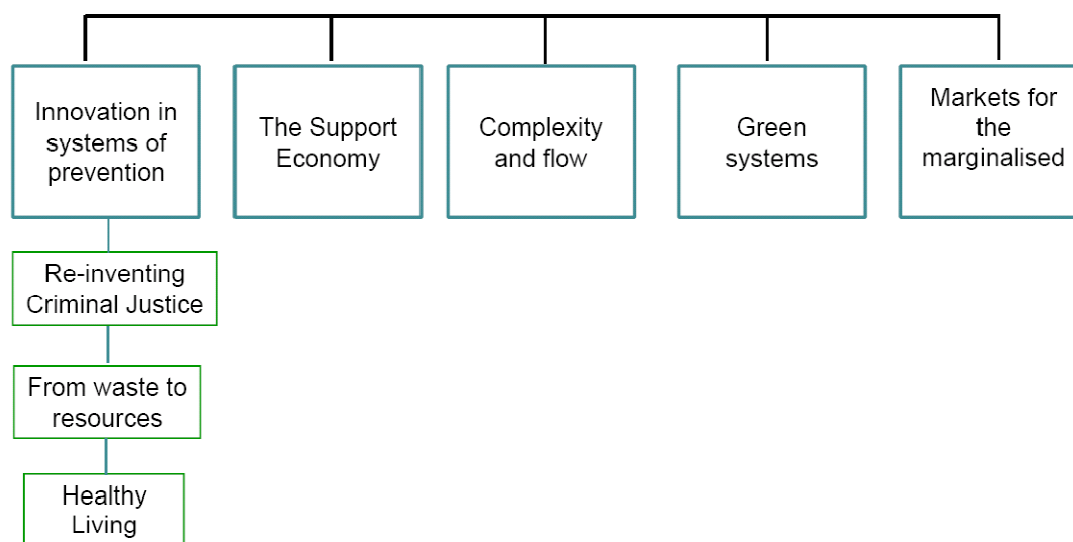 Innovation in
systems of
prevention
The Support
Economy
Complexity
and flow
Green
systems
Markets for
the
marginalised
Re-inventing
Criminal Justice
From waste to
resources
Healthy
Living